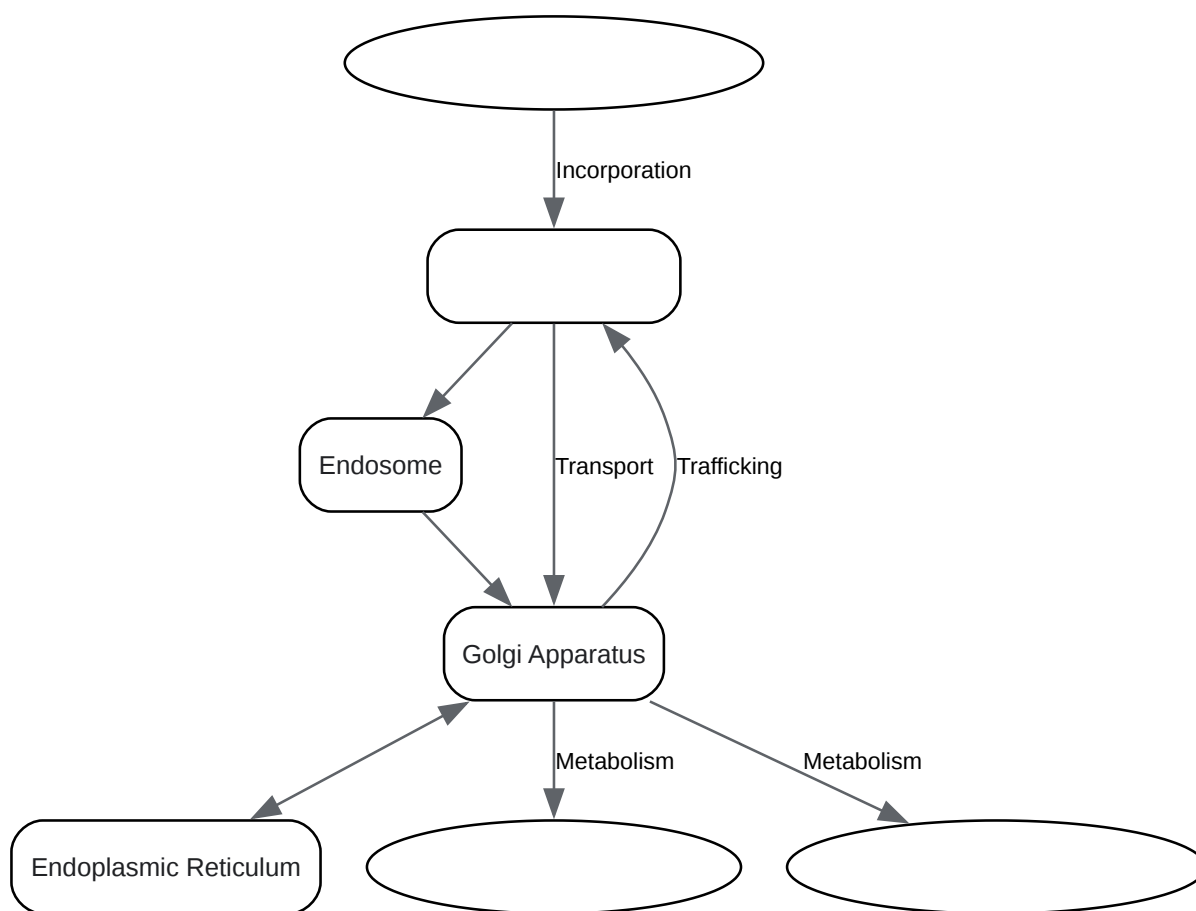 Incorporation
Endosome
Transport
Trafficking
Golgi Apparatus
Metabolism
Metabolism
Endoplasmic Reticulum